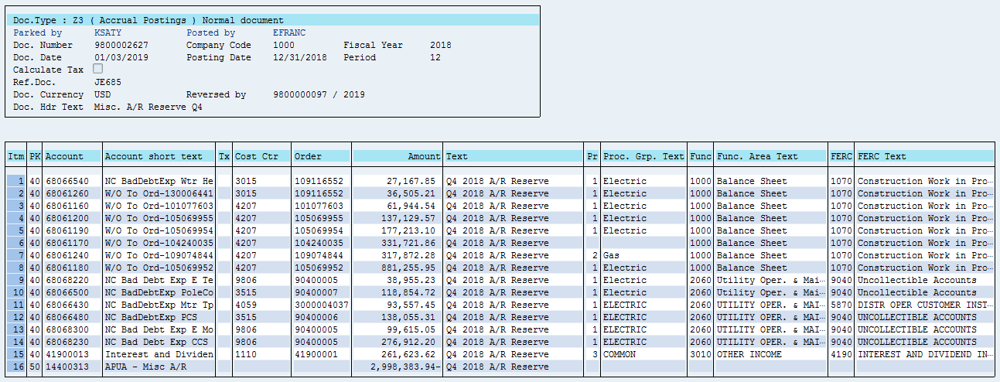 Doc.Type : Z3 ( Accrual Postings ) Normal document
Parked by KSATY Posted by EFRANC
Doc. Number 9800002627 Company Code 1000 Fiscal Year 2018
Doc. Date 01/03/2019 Posting Date 12/31/2018 Period 12
Calculate Tax
Ref.Doc. JE685
Doc. Currency USD Reversed by 9800000097 / 2019
Doc. Hdr Text Misc. A/R Reserve Q4
Itm PK Account Account short text Tx Cost Ctr Order Amount Text Pr Proc. Grp. Text Func Func. Area Text FERC FERC Text
1 40 68066540 NC BadDebtExp Wtr He 3015 109116552 27,167.85 Q4 2018 A/R Reserve 1 Electric 1000 Balance Sheet 1070 Construction Work in Pro…
2 40 68061260 W/O To Ord-130006441 3015 109116552 36,505.21 Q4 2018 A/R Reserve 1 Electric 1000 Balance Sheet 1070 Construction Work in Pro…
3 40 68061160 W/O To Ord-101077603 4207 101077603 61,944.54 Q4 2018 A/R Reserve 1 Electric 1000 Balance Sheet 1070 Construction Work in Pro…
4 40 68061200 W/O To Ord-105069955 4207 105069955 137,129.57 Q4 2018 A/R Reserve 1 Electric 1000 Balance Sheet 1070 Construction Work in Pro…
5 40 68061190 W/O To Ord-105069954 4207 105069954 177,213.10 Q4 2018 A/R Reserve 1 Electric 1000 Balance Sheet 1070 Construction Work in Pro…
6 40 68061170 W/O To Ord-104240035 4207 104240035 331,721.86 Q4 2018 A/R Reserve 1000 Balance Sheet 1070 Construction Work in Pro…
7 40 68061240 W/O To Ord-109074844 4207 109074844 317,872.28 Q4 2018 A/R Reserve 2 Gas 1000 Balance Sheet 1070 Construction Work in Pro…
8 40 68061180 W/O To Ord-105069952 4207 105069952 881,255.95 Q4 2018 A/R Reserve 1 Electric 1000 Balance Sheet 1070 Construction Work in Pro…
9 40 68068220 NC Bad Debt Exp E Te 9806 90400005 38,955.23 Q4 2018 A/R Reserve 1 Electric 2060 Utility Oper. & Mai… 9040 Uncollectible Accounts
10 40 68066500 NC BadDebtExp PoleCo 3515 90400007 118,854.72 Q4 2018 A/R Reserve 1 Electric 2060 Utility Oper. & Mai… 9040 Uncollectible Accounts
11 40 68066430 NC BadDebtExp Mtr Tp 4059 3000004037 93,557.45 Q4 2018 A/R Reserve 1 ELECTRIC 2060 UTILITY OPER. & MAI… 5870 DISTR OPER CUSTOMER INST…
12 40 68066480 NC BadDebtExp PCS 3515 90400006 138,055.31 Q4 2018 A/R Reserve 1 ELECTRIC 2060 UTILITY OPER. & MAI… 9040 UNCOLLECTIBLE ACCOUNTS
13 40 68068300 NC Bad Debt Exp E Mo 9806 90400005 99,615.05 Q4 2018 A/R Reserve 1 ELECTRIC 2060 UTILITY OPER. & MAI… 9040 UNCOLLECTIBLE ACCOUNTS
14 40 68068230 NC Bad Debt Exp CCS 9806 90400005 276,912.20 Q4 2018 A/R Reserve 1 ELECTRIC 2060 UTILITY OPER. & MAI… 9040 UNCOLLECTIBLE ACCOUNTS
15 40 41900013 Interest and Dividen 1110 41900001 261,623.62 Q4 2018 A/R Reserve 3 COMMON 3010 OTHER INCOME 4190 INTEREST AND DIVIDEND IN…
16 50 14400313 APUA - Misc A/R 2,998,383.94- Q4 2018 A/R Reserve